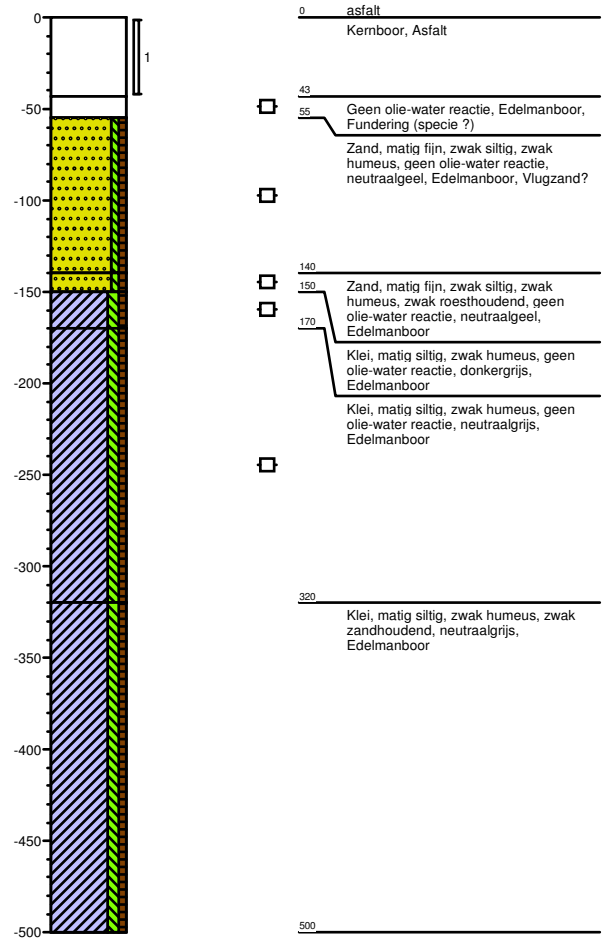 0
-50
-100
-150
-200
-250
-300
-350
-400
-450
-500
1
0 asfalt
Kernboor, Asfalt
43
Geen olie-water reactie, Edelmanboor,
Fundering (specie ?)
55
Zand, matig fijn, zwak siltig, zwak
humeus, geen olie-water reactie,
neutraalgeel, Edelmanboor, Vlugzand?
140
Zand, matig fijn, zwak siltig, zwak
humeus, zwak roesthoudend, geen
olie-water reactie, neutraalgeel,
Edelmanboor
150
Klei, matig siltig, zwak humeus, geen
olie-water reactie, donkergrijs,
Edelmanboor
170
Klei, matig siltig, zwak humeus, geen
olie-water reactie, neutraalgrijs,
Edelmanboor
320
Klei, matig siltig, zwak humeus, zwak
zandhoudend, neutraalgrijs,
Edelmanboor
500